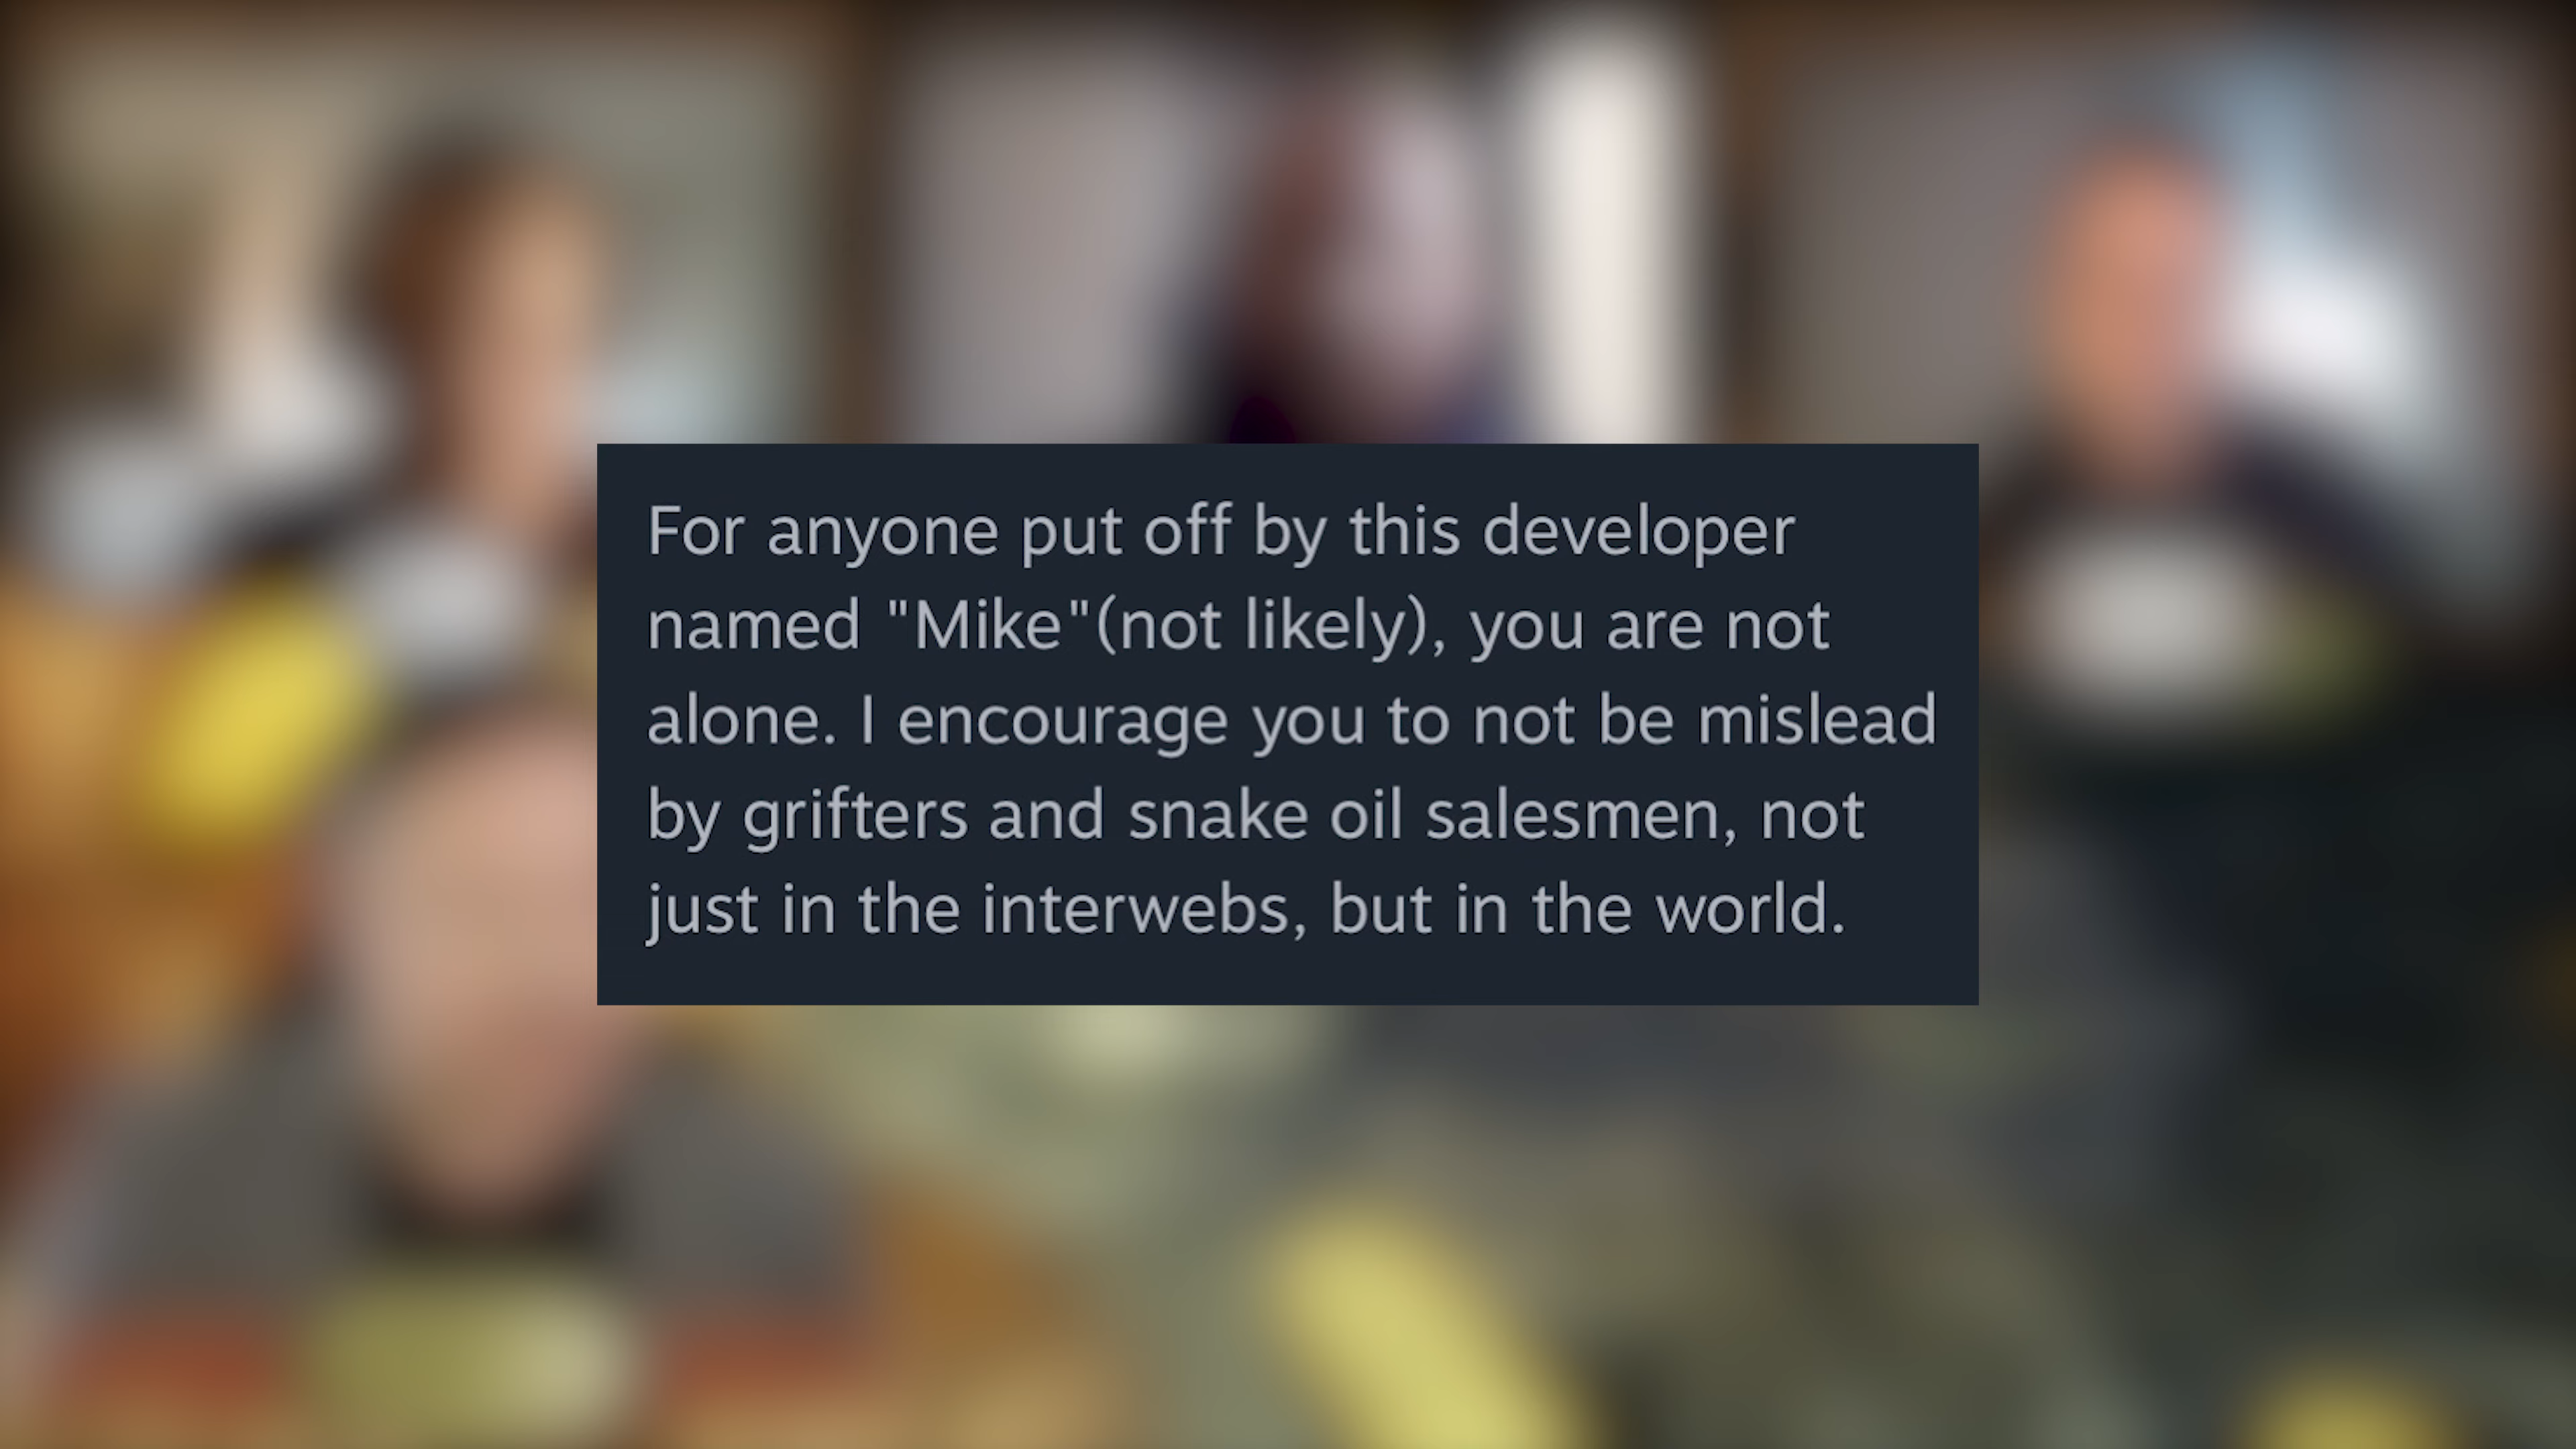 For anyone put off by this developer
named "Mike"(not likely), you are not
alone. I encourage you to not be mislead
by grifters and snake oil salesmen, not
just in the interwebs, but in the world.